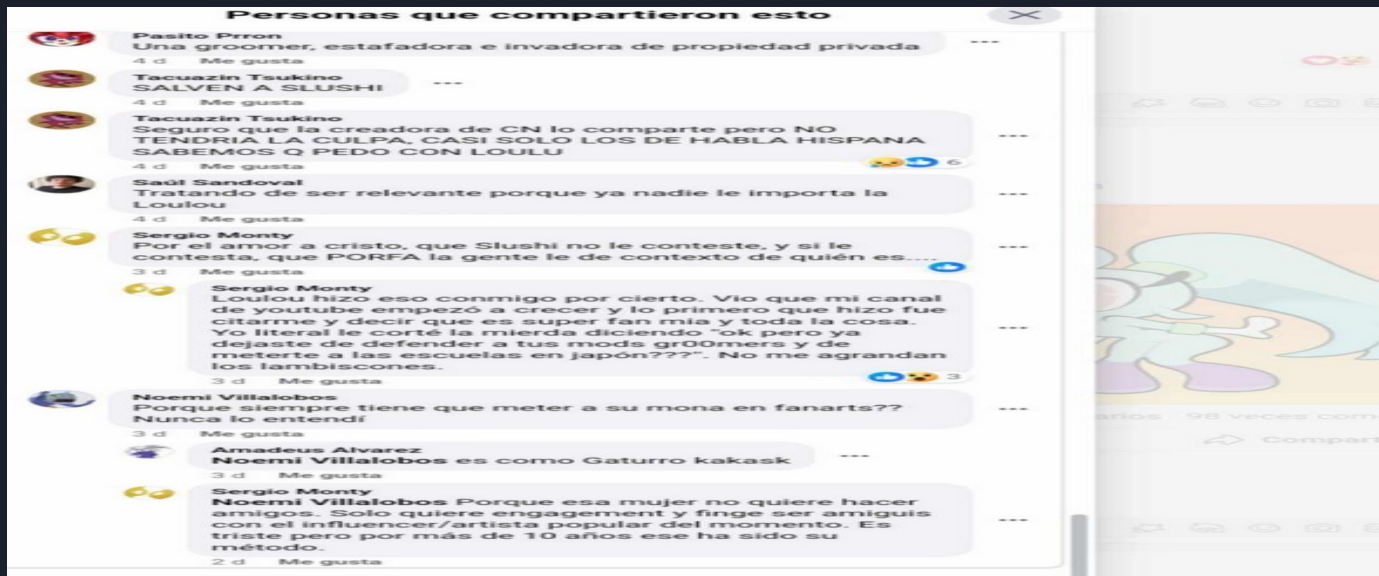 Personas que compartieron esto
Pasito Prron
Una groomer, estafadora e invadora de propiedad privada
4 d Me gusta
Tacuazin Tsukino
SALVEN A SLUSHI
4 d Me gusta
Tacuazin Tsukino
Seguro que la creadora de CN lo comparte pero NO
TENDRIA LA CULPA, CASI SOLO LOS DE HABLA HISPANA
SABEMOS Q PEDO CON LOULU
6
4 d Me gusta
Saúl Sandoval
Tratando de ser relevante porque ya nadie le importa la
Loulou
4 d Me gusta
Sergio Monty
Por el amor a cristo, que Slushi no le conteste, y si le
contesta, que PORFA la gente le de contexto de quién es....
3 d Me gusta
Sergio Monty
Loulou hizo eso conmigo por cierto. Vio que mi canal
de youtube empezó a crecer y lo primero que hizo fue
citarme y decir que es super fan mia y toda la cosa.
Yo literal le corté la mierda diciendo "ok pero ya
dejaste de defender a tus mods gr00mers y de
meterte a las escuelas en japón???". No me agrandan
los lambiscones.
3
3 d Me gusta
Noemi Villalobos
Porque siempre tiene que meter a su mona en fanarts??
Nunca lo entendí
3 d Me gusta
Amadeus Alvarez
Noemi Villalobos es como Gaturro kakask
3 d Me gusta
Sergio Monty
Noemi Villalobos Porque esa mujer no quiere hacer
amigos. Solo quiere engagement y finge ser amiguis
con el influencer/artista popular del momento. Es
triste pero por más de 10 años ese ha sido su
método.
2 d Me gusta
98 veces com
Compart